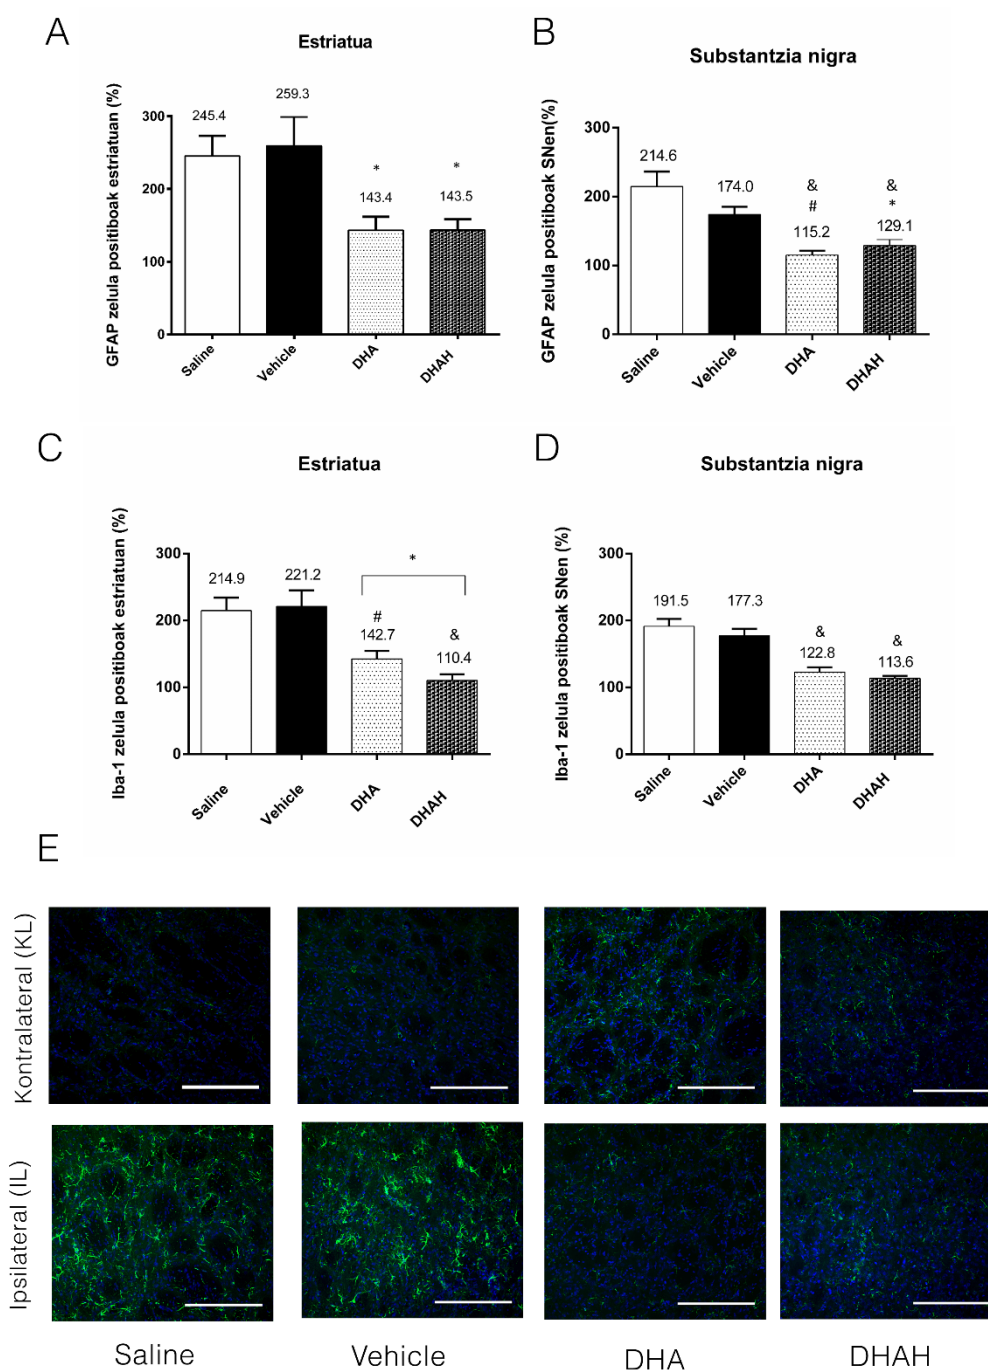 A
Estriatua
GFAP zelula positiboak estriatuan (%)
300
200
100
0
245.4
259.3
*
143.4
*
143.5
Saline
Vehicle
DHA
DHAH
B
Substantzia nigra
GFAP zelula positiboak SNen(%)
300
200
100
0
214.6
174.0
&
#
115.2
&
*
129.1
Saline
Vehicle
DHA
DHAH
C
Estriatua
Iba-1 zelula positiboak estriatuan (%)
300
200
100
0
214.9
221.2
*
#
142.7
&
110.4
Saline
Vehicle
DHA
DHAH
D
Substantzia nigra
Iba-1 zelula positiboak SNen (%)
300
200
100
0
191.5
177.3
&
122.8
&
113.6
Saline
Vehicle
DHA
DHAH
E
Kontralateral (KL)
Ipsilateral (IL)
Saline
Vehicle
DHA
DHAH